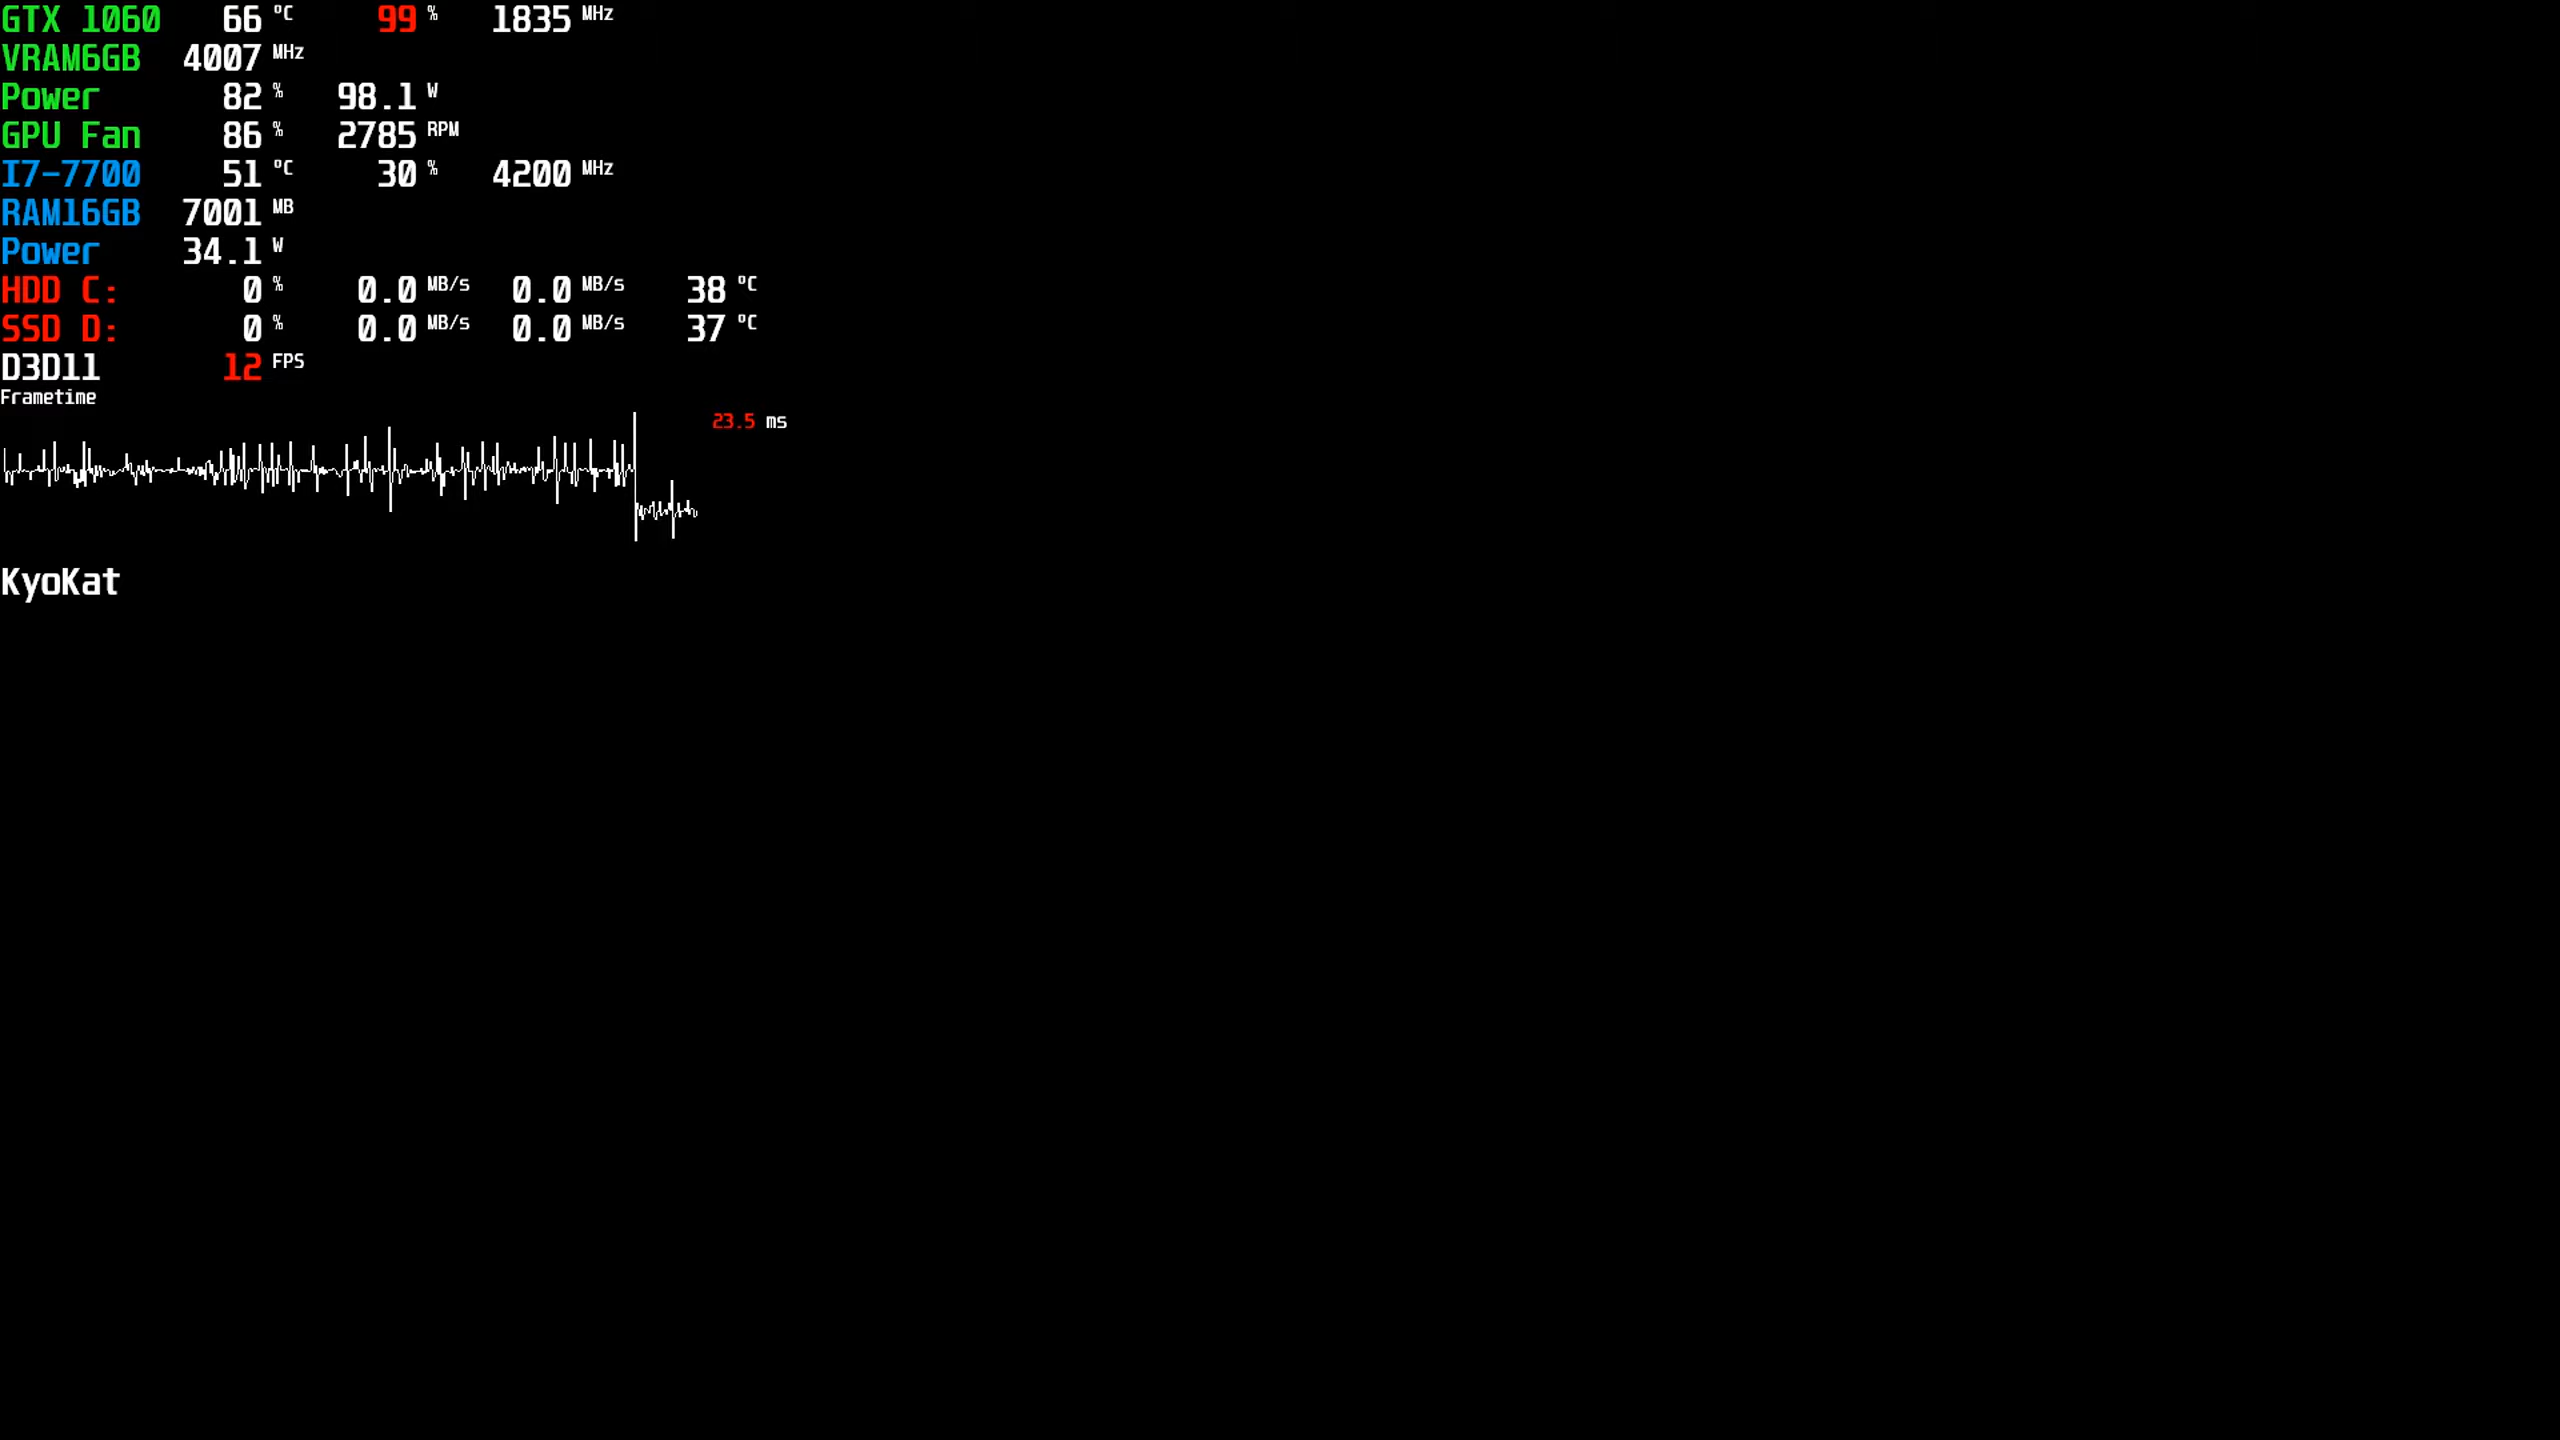 GTX 1060 66 °C 99 % 1835 MHz
VRAM6GB 4007 MHz
Power 82 % 98.1 W
GPU Fan 86 % 2785 RPM
I7-7700 51 °C 30 % 4200 MHz
RAM16GB 7001 MB
Power 34.1 W
HDD C: 0 % 0.0 MB/s 0.0 MB/s 38 °C
SSD D: 0 % 0.0 MB/s 0.0 MB/s 37 °C
D3D11 12 FPS
Frametime
23.5 ms
KyoKat